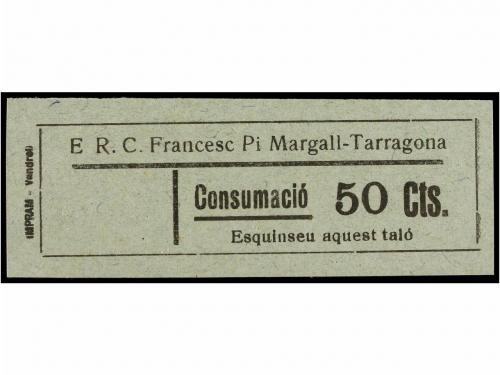 E R. C. Francesc Pi Margall-Tarragona
Consumació 50 Cts.
Esquinseu aquest taló
IMPRAM - Vendrell